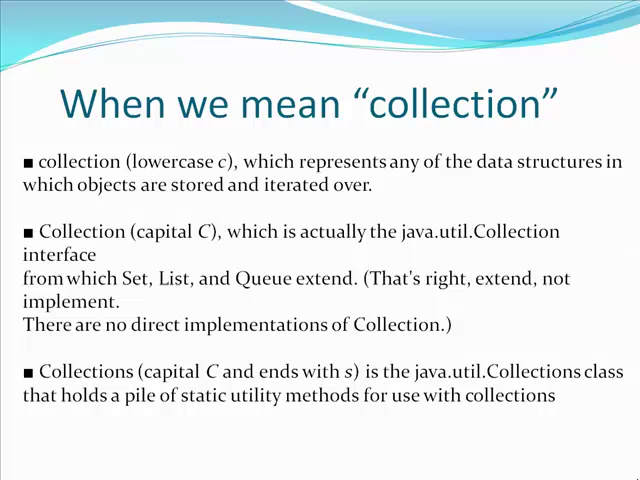 When we mean “collection”
■ collection (lowercase c), which represents any of the data structures in
which objects are stored and iterated over.
■ Collection (capital C), which is actually the java.util.Collection
interface
from which Set, List, and Queue extend. (That's right, extend, not
implement.
There are no direct implementations of Collection.)
■ Collections (capital C and ends with s) is the java.util.Collections class
that holds a pile of static utility methods for use with collections